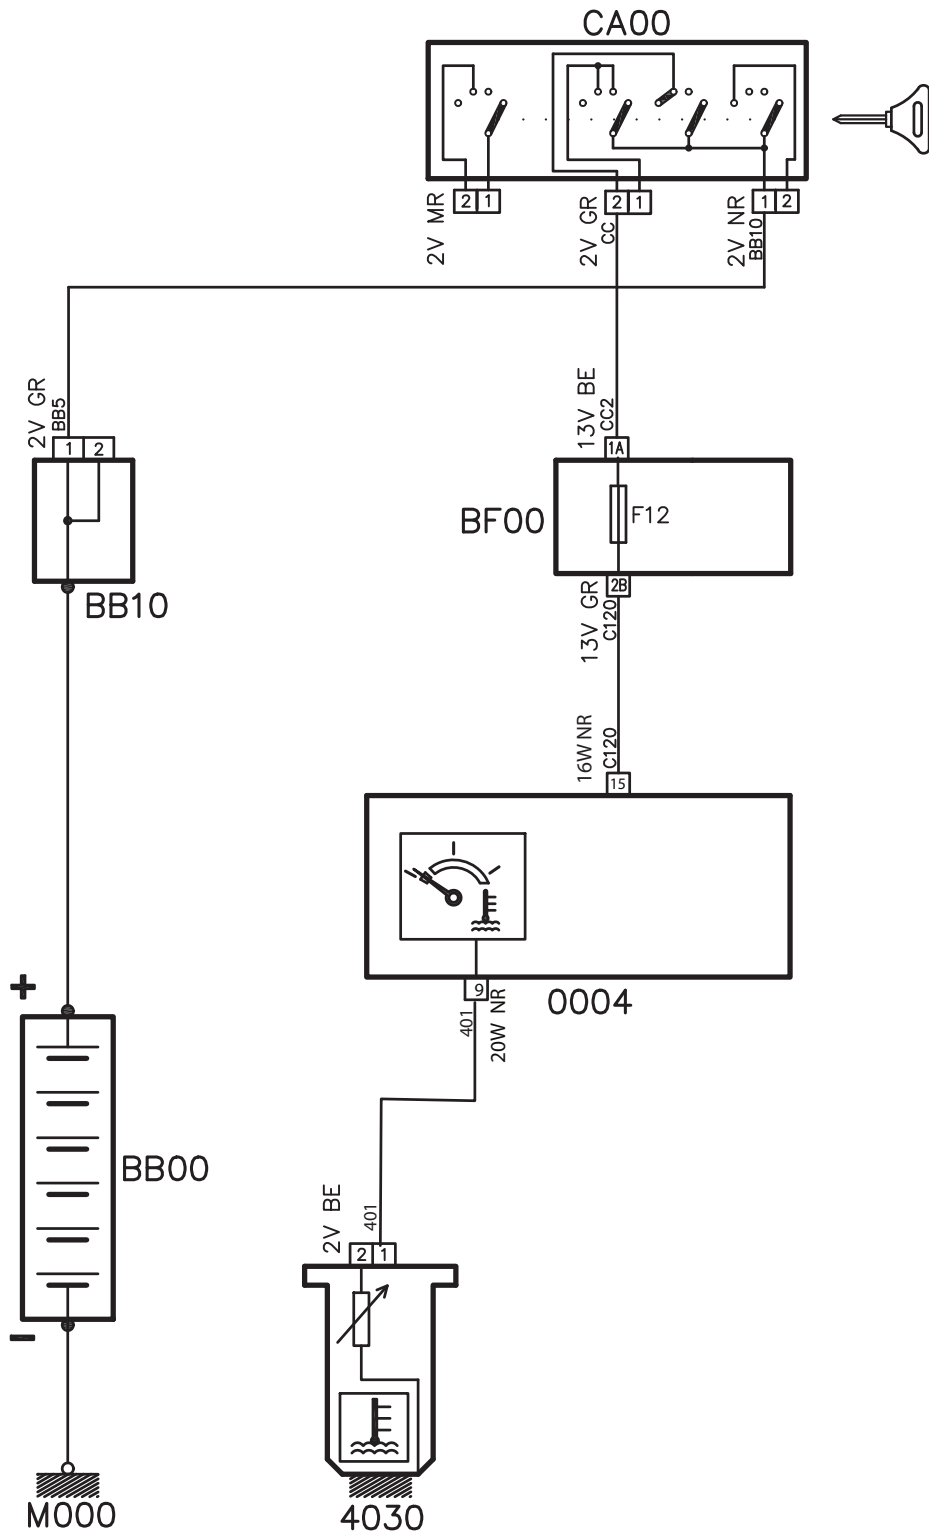 CA00
2 1
2V MR
2 1
2V GR
CC
1 2
2V NR
BB10
2V GR
BB5
1 2
BB10
13V BE
CC2
1A
BF00
F12
2B
13V GR
C120
16W NR
C120
15
9
0004
401
20W NR
+
BB00
-
2V BE
401
2 1
M000
4030